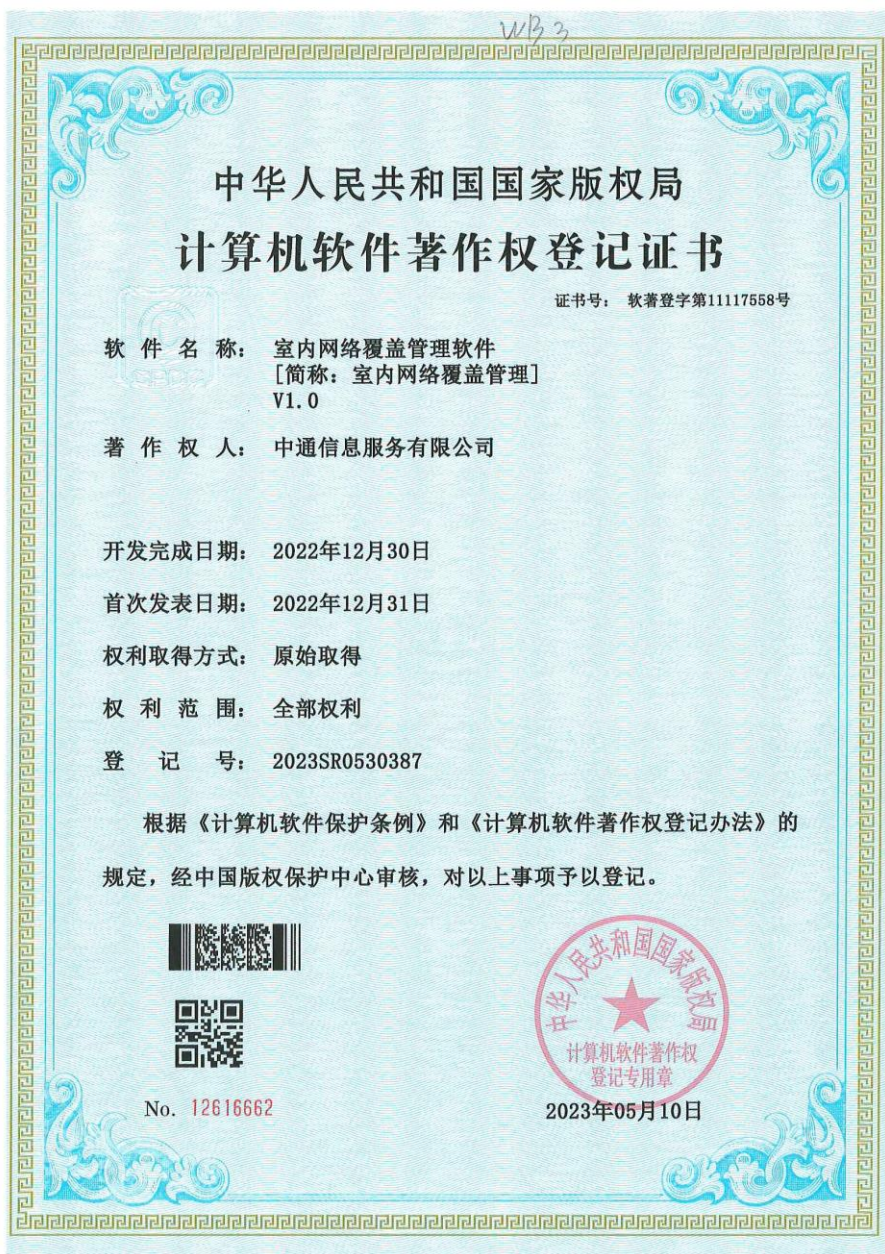 WB 3
中华人民共和国国家版权局
计算机软件著作权登记证书
证书号： 软著登字第11117558号
软件名称： 室内网络覆盖管理软件
[简称：室内网络覆盖管理]
V1.0
著作权人： 中通信息服务有限公司
开发完成日期： 2022年12月30日
首次发表日期： 2022年12月31日
权利取得方式： 原始取得
权利范围： 全部权利
登记号： 2023SR0530387
根据《计算机软件保护条例》和《计算机软件著作权登记办法》的
规定，经中国版权保护中心审核，对以上事项予以登记。
中华人民共和国国家版权局
计算机软件著作权
登记专用章
No. 12616662
2023年05月10日